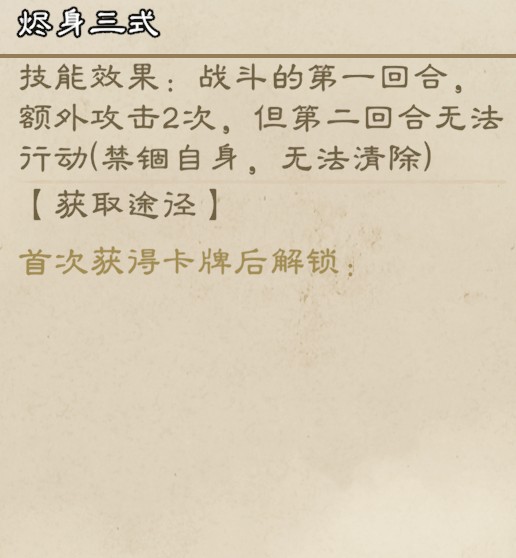 烬身三式
技能效果：战斗的第一回合，
额外攻击2次，但第二回合无法
行动(禁锢自身，无法清除)
【获取途径】
首次获得卡牌后解锁：